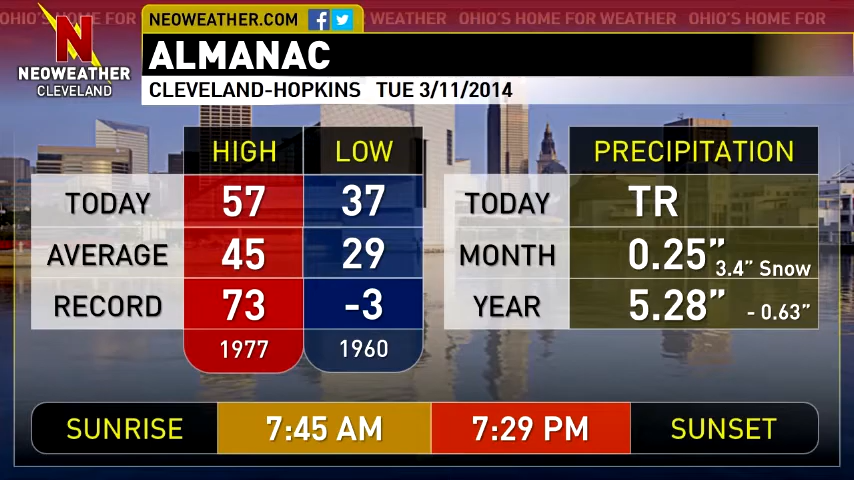 OHIO'S HOME FOR WEATHER OHIO'S HOME FOR WEATHER OHIO'S HOME FOR
NEOWEATHER.COM
N
NEOWEATHER
CLEVELAND
ALMANAC
CLEVELAND-HOPKINS TUE 3/11/2014
HIGH LOW
TODAY 57 37
AVERAGE 45 29
RECORD 73 -3
1977 1960
PRECIPITATION
TODAY TR
MONTH 0.25” 3.4” Snow
YEAR 5.28” - 0.63”
SUNRISE 7:45 AM 7:29 PM SUNSET